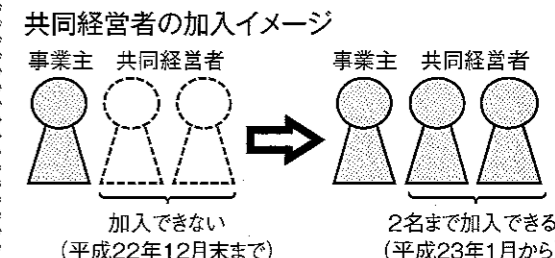 共同経営者の加入イメージ
事業主 共同経営者
事業主 共同経営者
加入できない
(平成22年12月末まで)
2名まで加入できる
(平成23年1月から